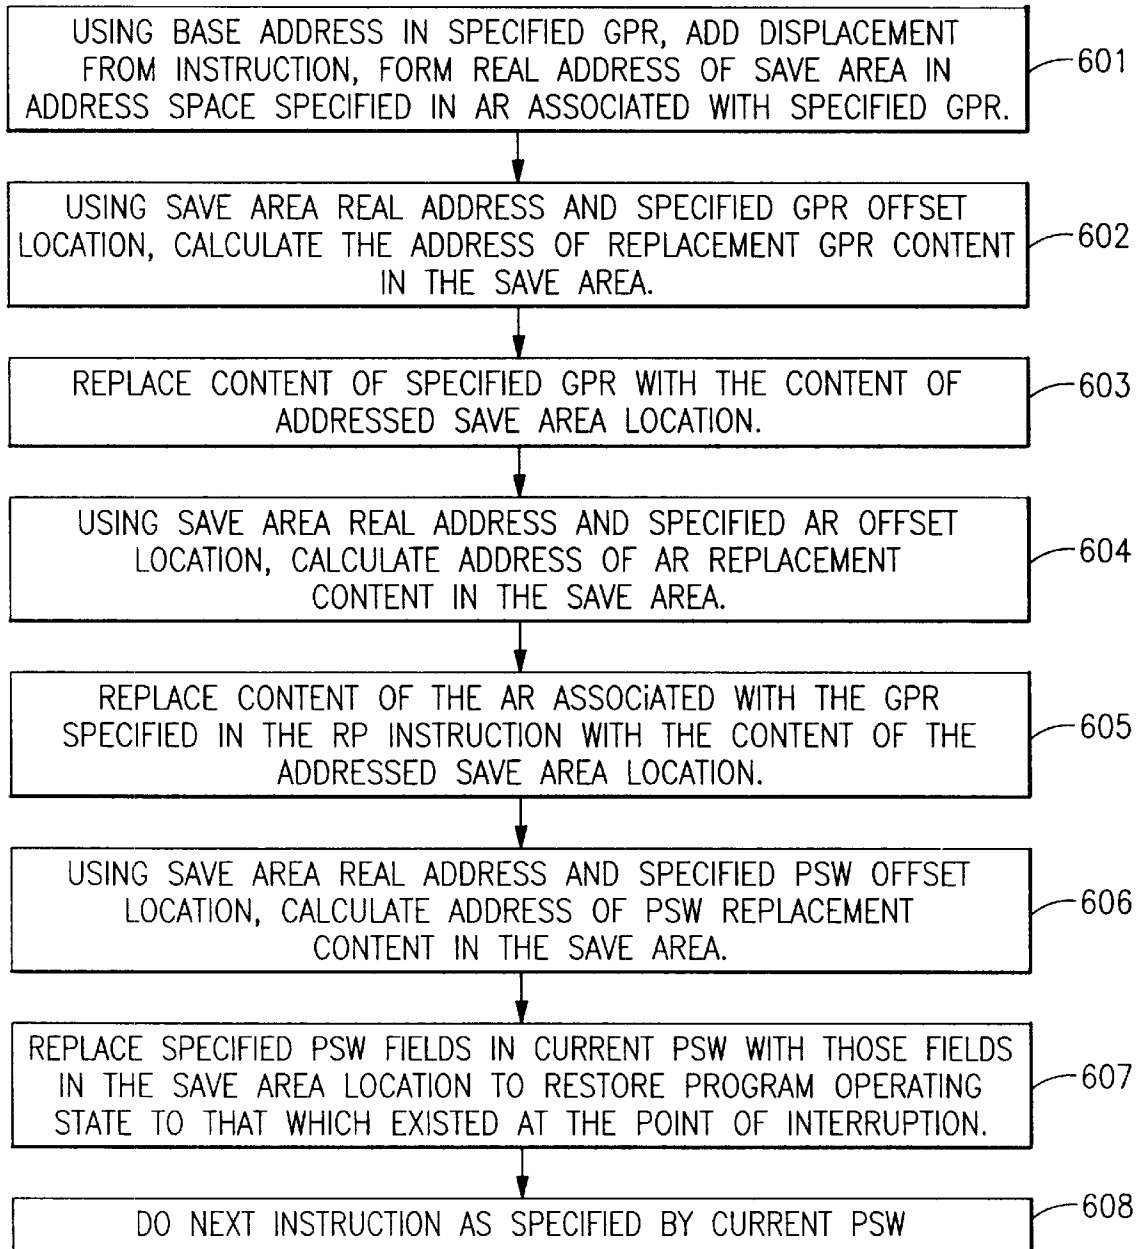 USING BASE ADDRESS IN SPECIFIED GPR, ADD DISPLACEMENT
FROM INSTRUCTION, FORM REAL ADDRESS OF SAVE AREA IN
ADDRESS SPACE SPECIFIED IN AR ASSOCIATED WITH SPECIFIED GPR.
601
USING SAVE AREA REAL ADDRESS AND SPECIFIED GPR OFFSET
LOCATION, CALCULATE THE ADDRESS OF REPLACEMENT GPR CONTENT
IN THE SAVE AREA.
602
REPLACE CONTENT OF SPECIFIED GPR WITH THE CONTENT OF
ADDRESSED SAVE AREA LOCATION.
603
USING SAVE AREA REAL ADDRESS AND SPECIFIED AR OFFSET
LOCATION, CALCULATE ADDRESS OF AR REPLACEMENT
CONTENT IN THE SAVE AREA.
604
REPLACE CONTENT OF THE AR ASSOCiATED WITH THE GPR
SPECIFIED IN THE RP INSTRUCTION WITH THE CONTENT OF THE
ADDRESSED SAVE AREA LOCATION.
605
USING SAVE AREA REAL ADDRESS AND SPECIFIED PSW OFFSET
LOCATION, CALCULATE ADDRESS OF PSW REPLACEMENT
CONTENT IN THE SAVE AREA.
606
REPLACE SPECIFIED PSW FIELDS IN CURRENT PSW WITH THOSE FIELDS
IN THE SAVE AREA LOCATION TO RESTORE PROGRAM OPERATING
STATE TO THAT WHICH EXISTED AT THE POINT OF INTERRUPTION.
607
DO NEXT INSTRUCTION AS SPECIFIED BY CURRENT PSW
608